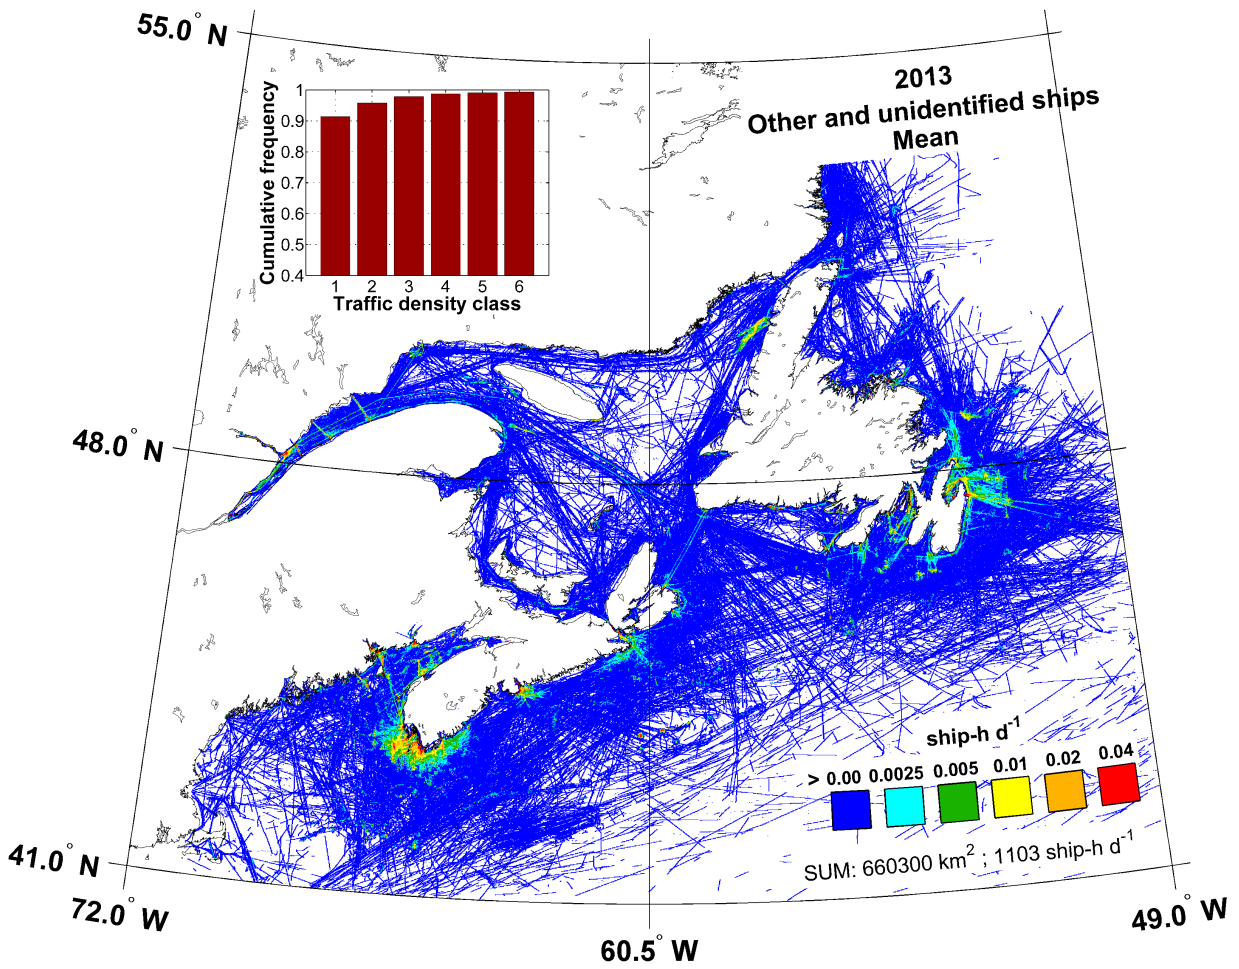 55.0° N
2013
Other and unidentified ships
Mean
Cumulative frequency
1
0.9
0.8
0.7
0.6
0.5
0.4
1 2 3 4 5 6
Traffic density class
48.0° N
ship-h d⁻¹
> 0.00 0.0025 0.005 0.01 0.02 0.04
SUM: 660300 km² ; 1103 ship-h d⁻¹
41.0° N
72.0° W
60.5° W
49.0° W